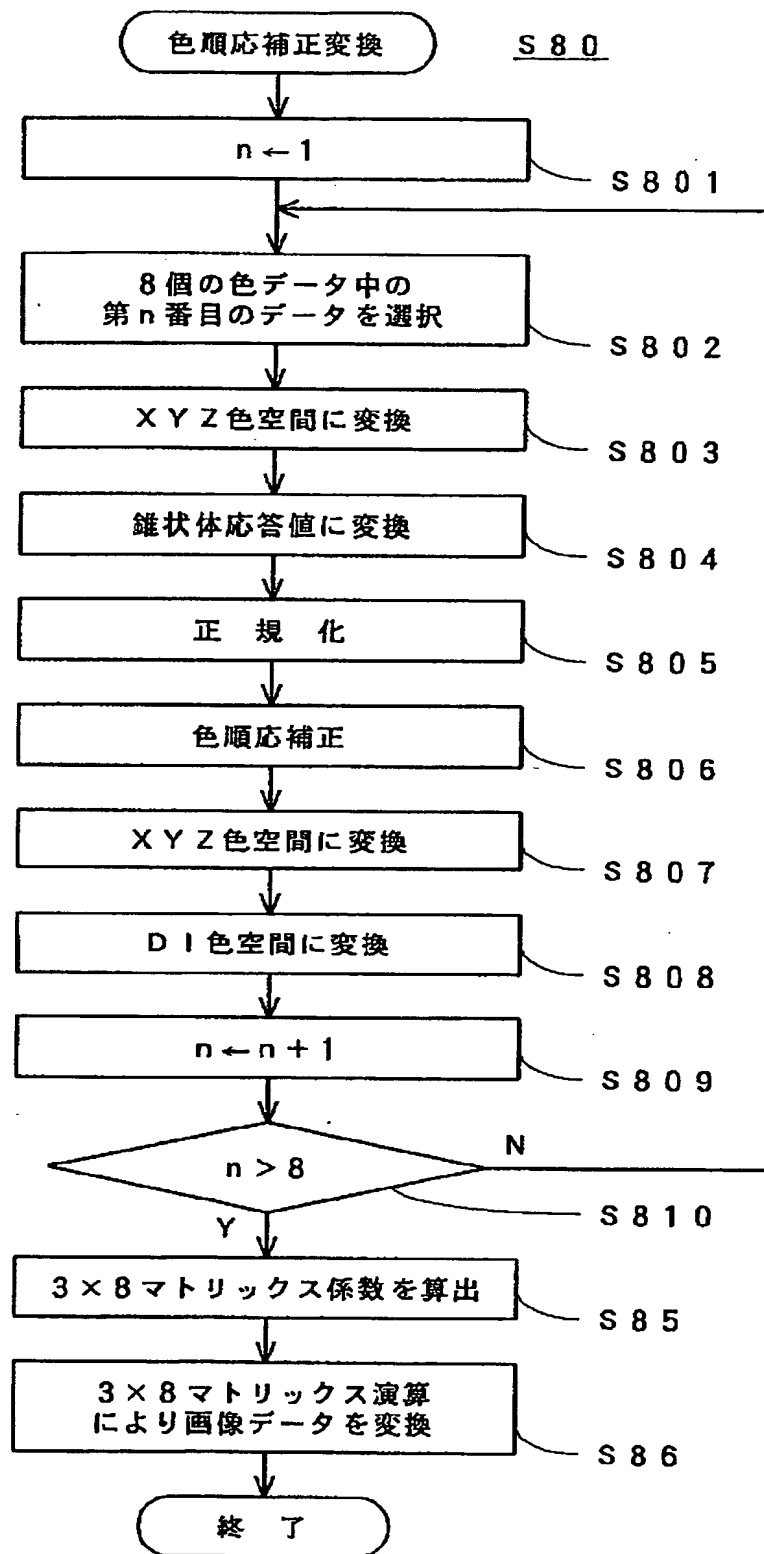 色順応補正変換
S80
n←1
S801
8個の色データ中の
第n番目のデータを選択
S802
XYZ色空間に変換
S803
錐状体応答値に変換
S804
正規化
S805
色順応補正
S806
XYZ色空間に変換
S807
DI色空間に変換
S808
n←n+1
S809
n>8
N
S810
Y
3×8マトリックス係数を算出
S85
3×8マトリックス演算
により画像データを変換
S86
終了